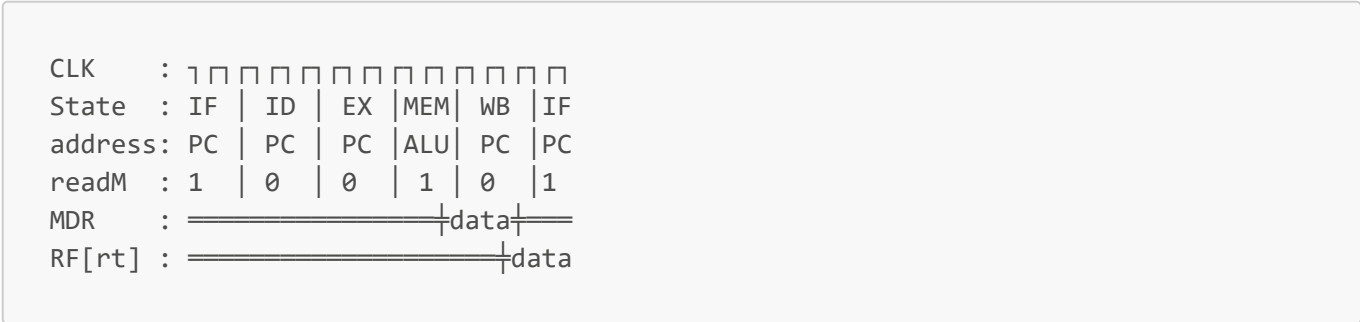 CLK    : ┐┌┐┌┐┌┐┌┐┌┐┌┐┌┐┌┐┌┐┌┐┌┐┌┐
State  : IF │ ID │ EX │MEM│ WB │IF
address: PC │ PC │ PC │ALU│ PC │PC
readM  : 1  │ 0  │ 0  │ 1 │ 0  │1
MDR    : ════════════════╪data╪═══
RF[rt] : ════════════════════╪data